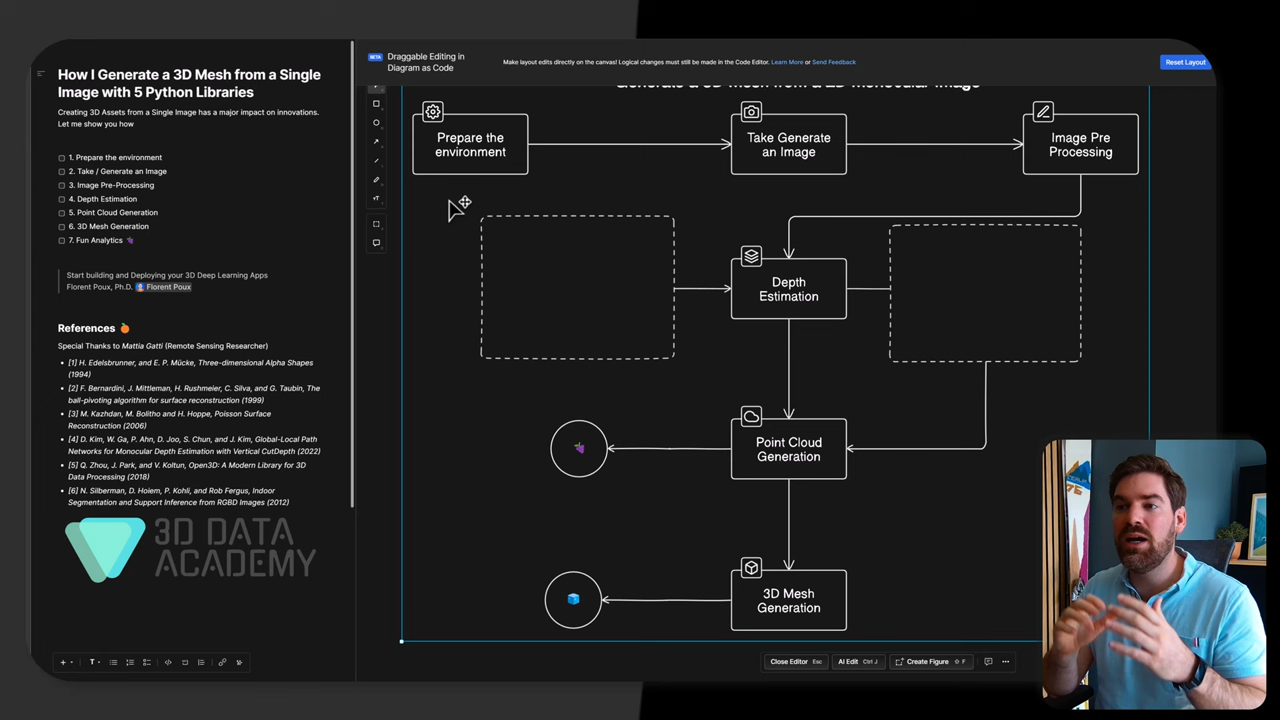 How I Generate a 3D Mesh from a Single
Image with 5 Python Libraries
Creating 3D Assets from a Single Image has a major impact on innovations.
Let me show you how
1. Prepare the environment
2. Take / Generate an Image
3. Image Pre-Processing
4. Depth Estimation
5. Point Cloud Generation
6. 3D Mesh Generation
7. Fun Analytics 🍇
Start building and Deploying your 3D Deep Learning Apps
Florent Poux, Ph.D. Florent Poux
References 🍊
Special Thanks to Mattia Gatti (Remote Sensing Researcher)
[1] H. Edelsbrunner, and E. P. Mücke, Three-dimensional Alpha Shapes
(1994)
[2] F. Bernardini, J. Mittleman, H. Rushmeier, C. Silva, and G. Taubin, The
ball-pivoting algorithm for surface reconstruction (1999)
[3] M. Kazhdan, M. Bolitho and H. Hoppe, Poisson Surface
Reconstruction (2006)
[4] D. Kim, W. Ga, P. Ahn, D. Joo, S. Chun, and J. Kim, Global-Local Path
Networks for Monocular Depth Estimation with Vertical CutDepth (2022)
[5] Q. Zhou, J. Park, and V. Koltun, Open3D: A Modern Library for 3D
Data Processing (2018)
[6] N. Silberman, D. Hoiem, P. Kohli, and Rob Fergus, Indoor
Segmentation and Support Inference from RGBD Images (2012)
3D DATA
ACADEMY
BETA
Draggable Editing in
Diagram as Code
Make layout edits directly on the canvas! Logical changes must still be made in the Code Editor. Learn More or Send Feedback
Reset Layout
Generate a 3D Mesh from a 2D Monocular Image
Prepare the
environment
Take Generate
an Image
Image Pre
Processing
Depth
Estimation
Point Cloud
Generation
3D Mesh
Generation
Close Editor Esc
AI Edit Ctrl J
Create Figure ⇧ F